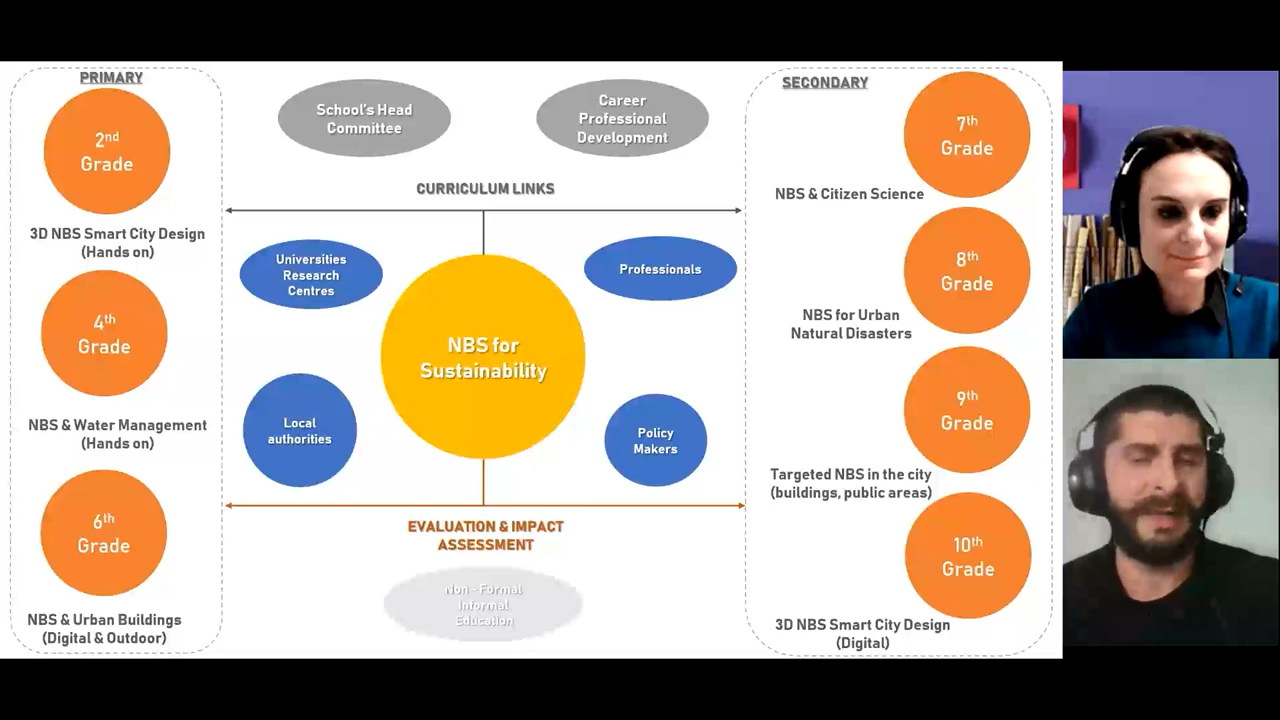 PRIMARY
2nd
Grade
3D NBS Smart City Design
(Hands on)
4th
Grade
NBS & Water Management
(Hands on)
6th
Grade
NBS & Urban Buildings
(Digital & Outdoor)
School's Head
Committee
Career
Professional
Development
CURRICULUM LINKS
Universities
Research
Centres
Professionals
NBS for
Sustainability
Local
authorities
Policy
Makers
EVALUATION & IMPACT
ASSESSMENT
Non - Formal
Informal
Education
SECONDARY
7th
Grade
NBS & Citizen Science
8th
Grade
NBS for Urban
Natural Disasters
9th
Grade
Targeted NBS in the city
(buildings, public areas)
10th
Grade
3D NBS Smart City Design
(Digital)